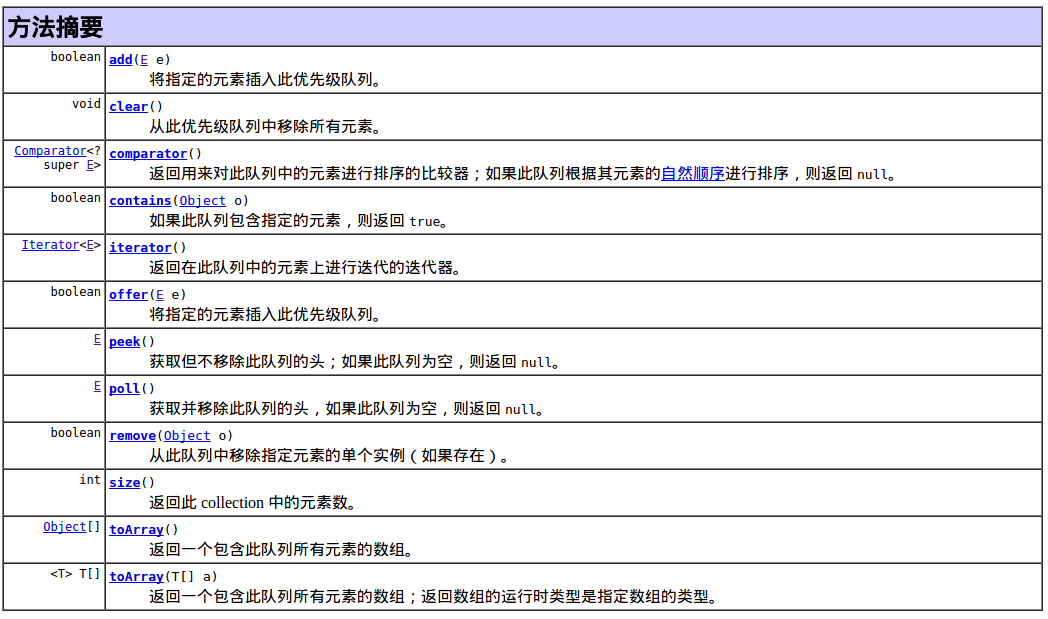 方法摘要
boolean add(E e)
将指定的元素插入此优先级队列。
void clear()
从此优先级队列中移除所有元素。
Comparator<? super E> comparator()
返回用来对此队列中的元素进行排序的比较器；如果此队列根据其元素的自然顺序进行排序，则返回 null。
boolean contains(Object o)
如果此队列包含指定的元素，则返回 true。
Iterator<E> iterator()
返回在此队列中的元素上进行迭代的迭代器。
boolean offer(E e)
将指定的元素插入此优先级队列。
E peek()
获取但不移除此队列的头；如果此队列为空，则返回 null。
E poll()
获取并移除此队列的头，如果此队列为空，则返回 null。
boolean remove(Object o)
从此队列中移除指定元素的单个实例（如果存在）。
int size()
返回此 collection 中的元素数。
Object[] toArray()
返回一个包含此队列所有元素的数组。
<T> T[] toArray(T[] a)
返回一个包含此队列所有元素的数组；返回数组的运行时类型是指定数组的类型。